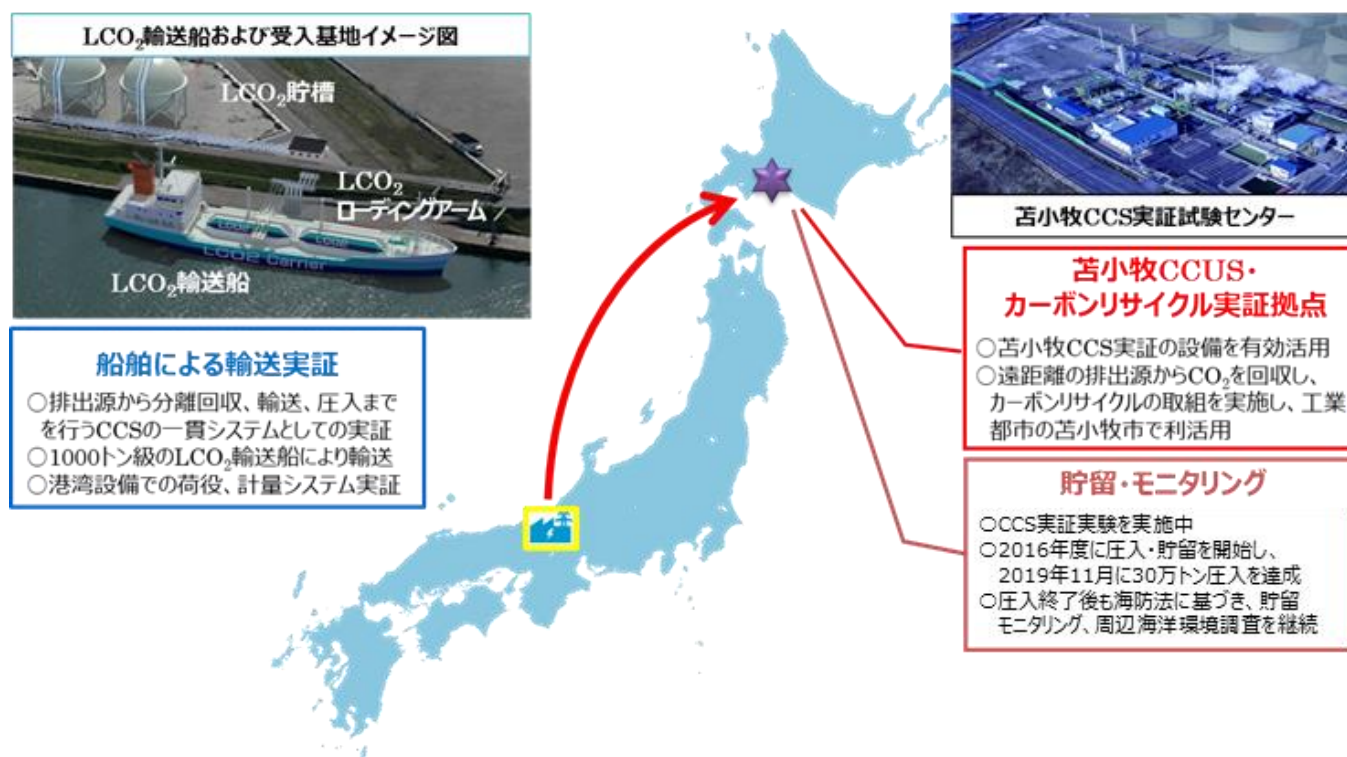 LCO₂輸送船および受入基地イメージ図
LCO₂貯槽
LCO₂
ローディングアーム
LCO2
LCO2
LCO2 Carrier
LCO₂輸送船
船舶による輸送実証
○排出源から分離回収、輸送、圧入まで
を行うCCSの一貫システムとしての実証
○1000トン級のLCO₂輸送船により輸送
○港湾設備での荷役、計量システム実証
苫小牧CCS実証試験センター
苫小牧CCUS・
カーボンリサイクル実証拠点
○苫小牧CCS実証の設備を有効活用
○遠距離の排出源からCO₂を回収し、
カーボンリサイクルの取組を実施し、工業
都市の苫小牧市で利活用
貯留・モニタリング
○CCS実証実験を実施中
○2016年度に圧入・貯留を開始し、
2019年11月に30万トン圧入を達成
○圧入終了後も海防法に基づき、貯留
モニタリング、周辺海洋環境調査を継続